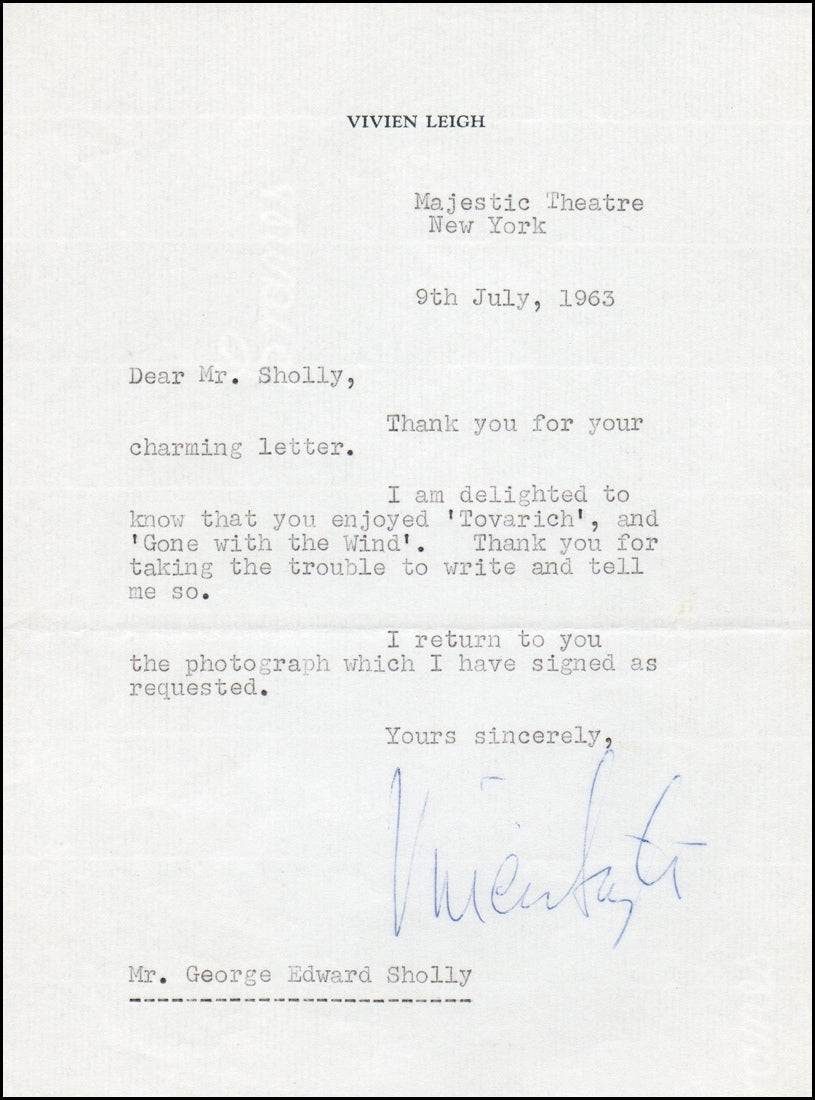 VIVIEN LEIGH
Majestic Theatre
New York
9th July, 1963
Dear Mr. Sholly,
Thank you for your
charming letter.
I am delighted to
know that you enjoyed 'Tovarich', and
'Gone with the Wind'. Thank you for
taking the trouble to write and tell
me so.
I return to you
the photograph which I have signed as
requested.
Yours sincerely,
Vivien Leigh
Mr. George Edward Sholly